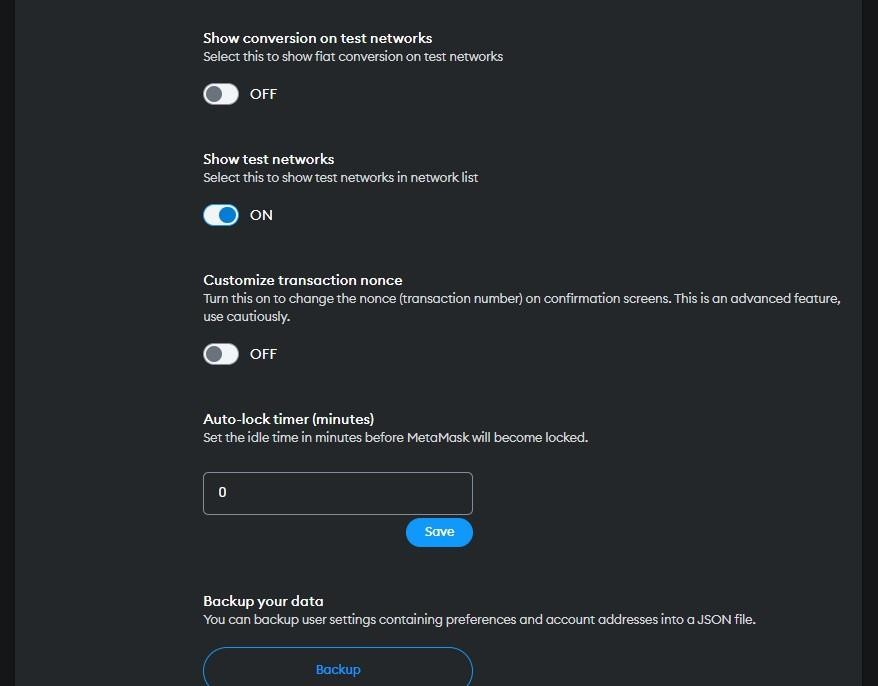 Show conversion on test networks
Select this to show fiat conversion on test networks
OFF
Show test networks
Select this to show test networks in network list
ON
Customize transaction nonce
Turn this on to change the nonce (transaction number) on confirmation screens. This is an advanced feature,
use cautiously.
OFF
Auto-lock timer (minutes)
Set the idle time in minutes before MetaMask will become locked.
0
Save
Backup your data
You can backup user settings containing preferences and account addresses into a JSON file.
Backup